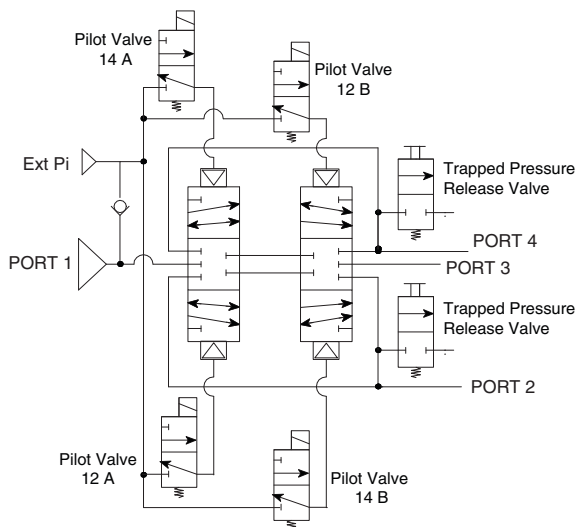 Pilot Valve
14 A
Pilot Valve
12 B
Ext Pi
Trapped Pressure
Release Valve
PORT 4
PORT 1
PORT 3
Trapped Pressure
Release Valve
PORT 2
Pilot Valve
12 A
Pilot Valve
14 B